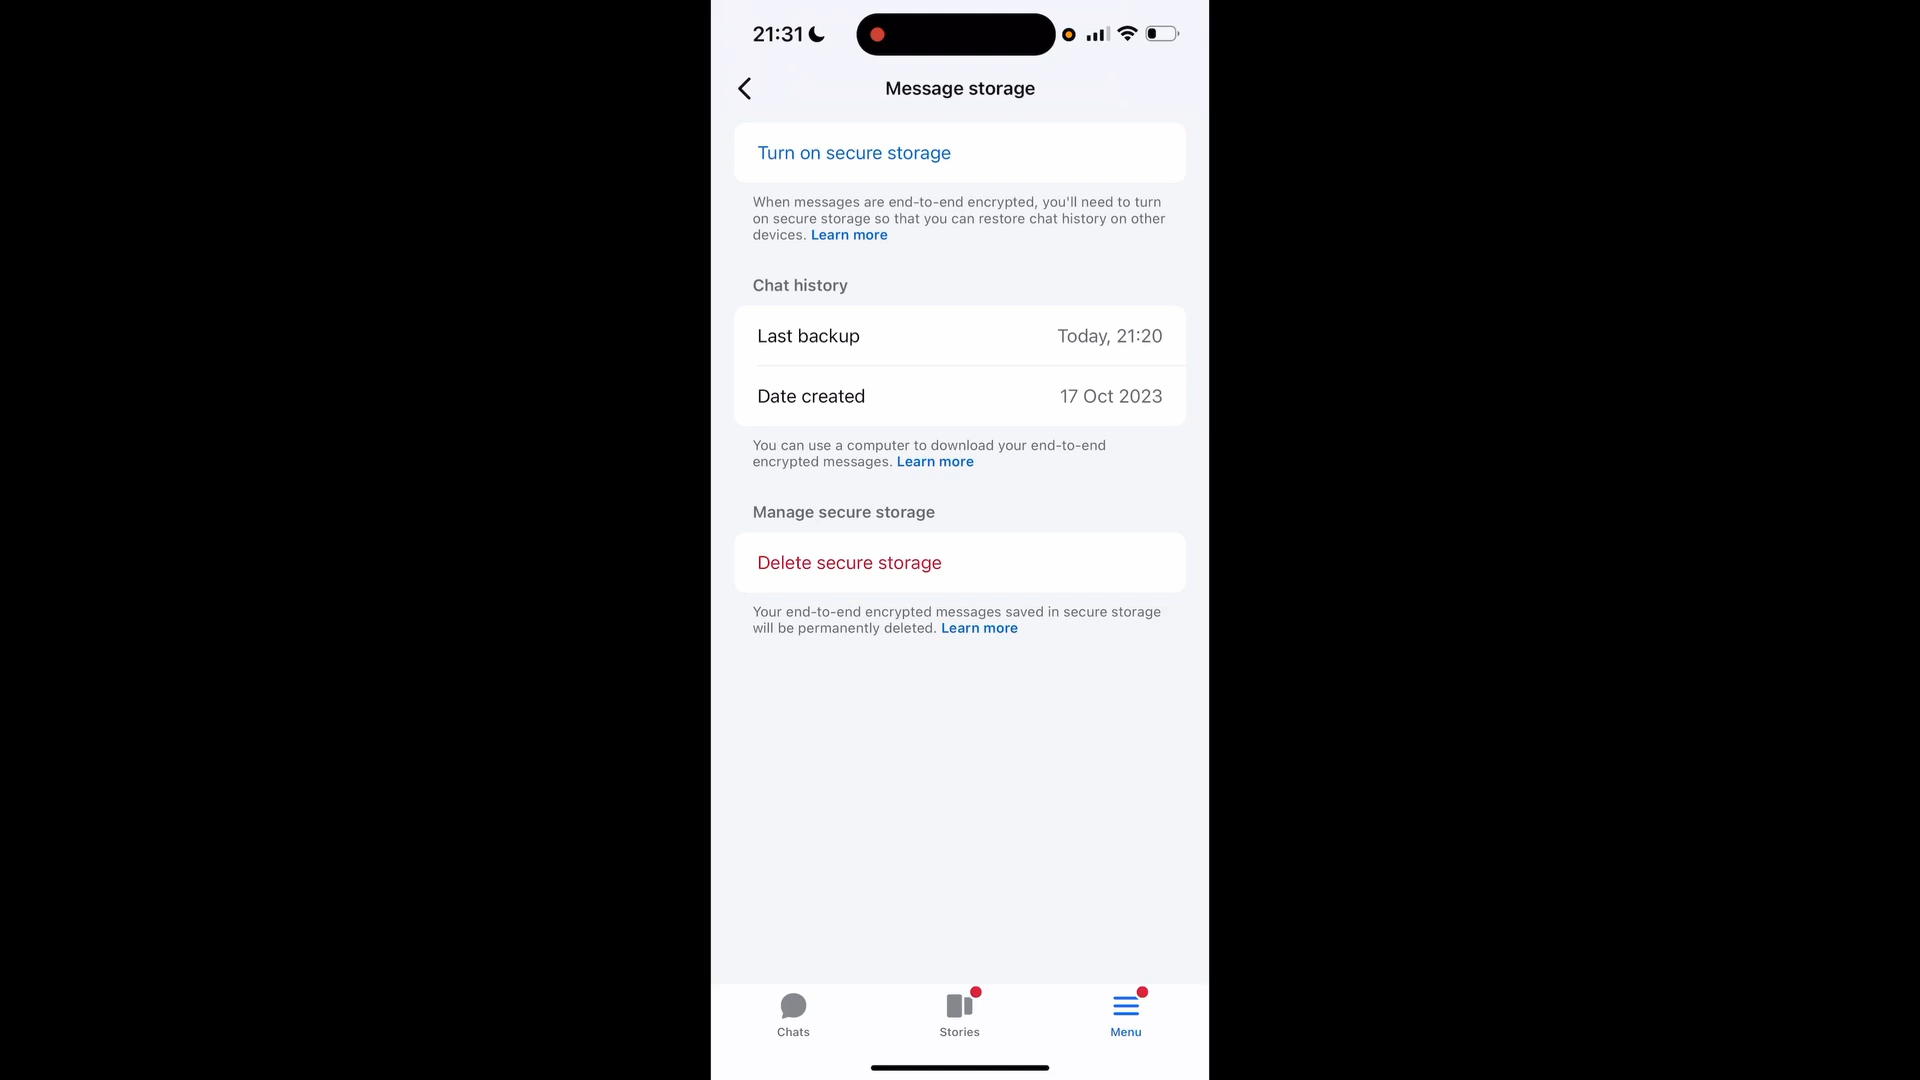 21:31
Message storage
Turn on secure storage
When messages are end-to-end encrypted, you'll need to turn
on secure storage so that you can restore chat history on other
devices. Learn more
Chat history
Last backup Today, 21:20
Date created 17 Oct 2023
You can use a computer to download your end-to-end
encrypted messages. Learn more
Manage secure storage
Delete secure storage
Your end-to-end encrypted messages saved in secure storage
will be permanently deleted. Learn more
Chats Stories Menu